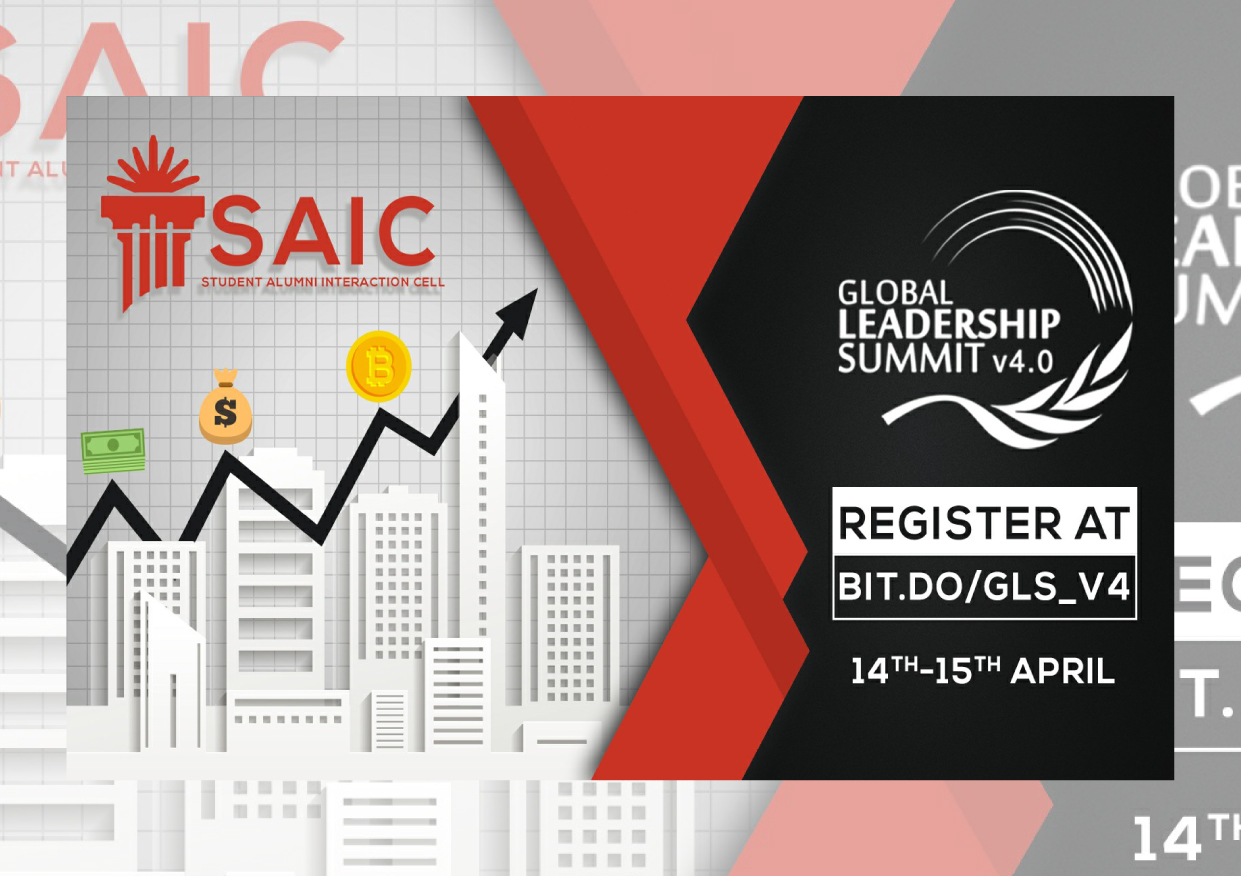 SAIC
STUDENT ALUMNI INTERACTION CELL
$
B
GLOBAL
LEADERSHIP
SUMMIT v4.0
REGISTER AT
BIT.DO/GLS_V4
14TH-15TH APRIL